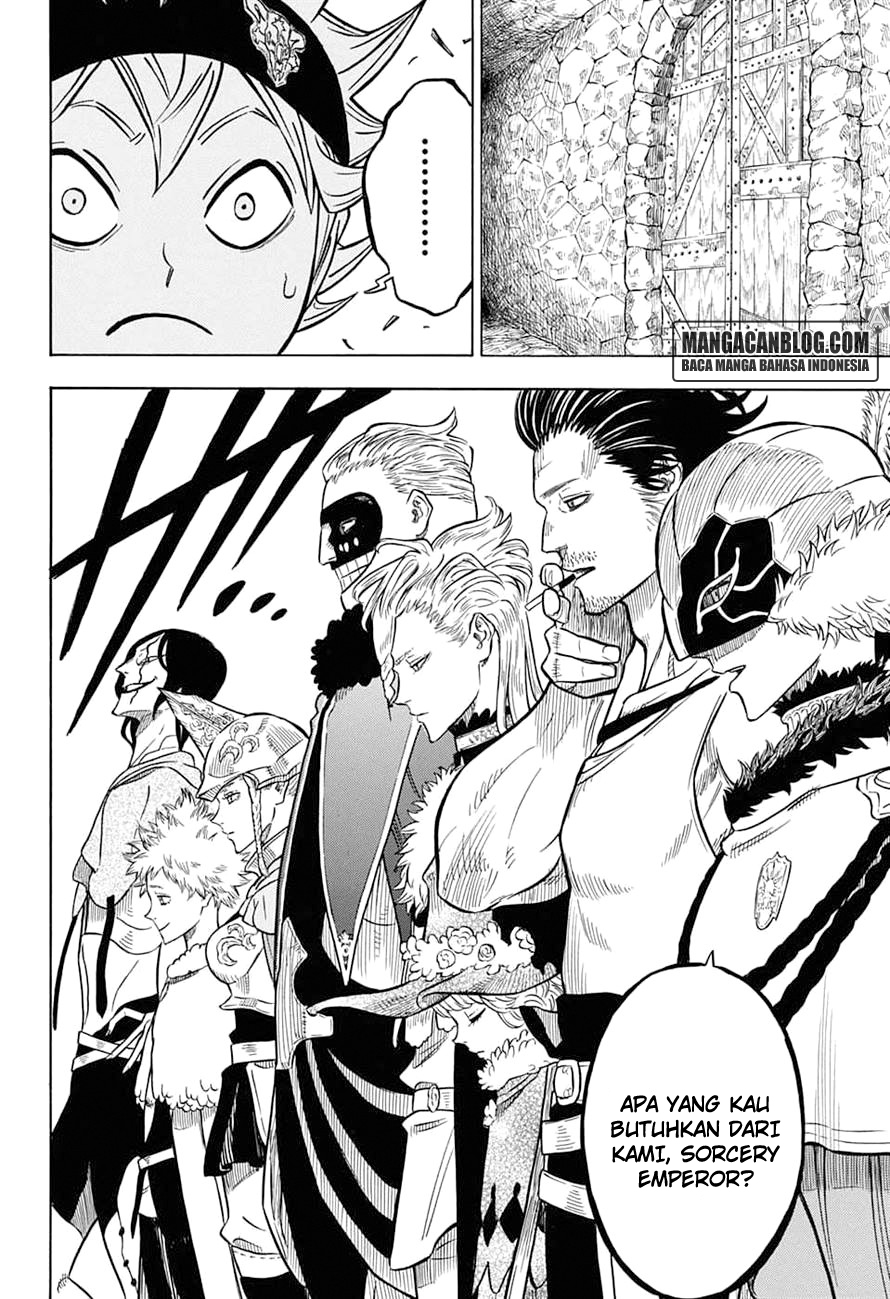 .........
MANGACANBLOG.COM
BACA MANGA BAHASA INDONESIA
APA YANG KAU
BUTUHKAN DARI
KAMI, SORCERY
EMPEROR?